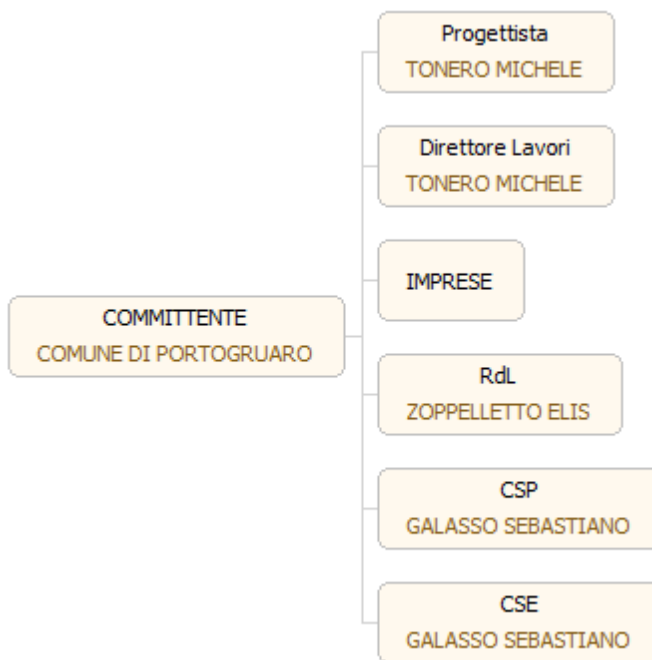 Progettista
TONERO MICHELE
Direttore Lavori
TONERO MICHELE
IMPRESE
COMMITTENTE
COMUNE DI PORTOGRUARO
RdL
ZOPPELLETTO ELIS
CSP
GALASSO SEBASTIANO
CSE
GALASSO SEBASTIANO